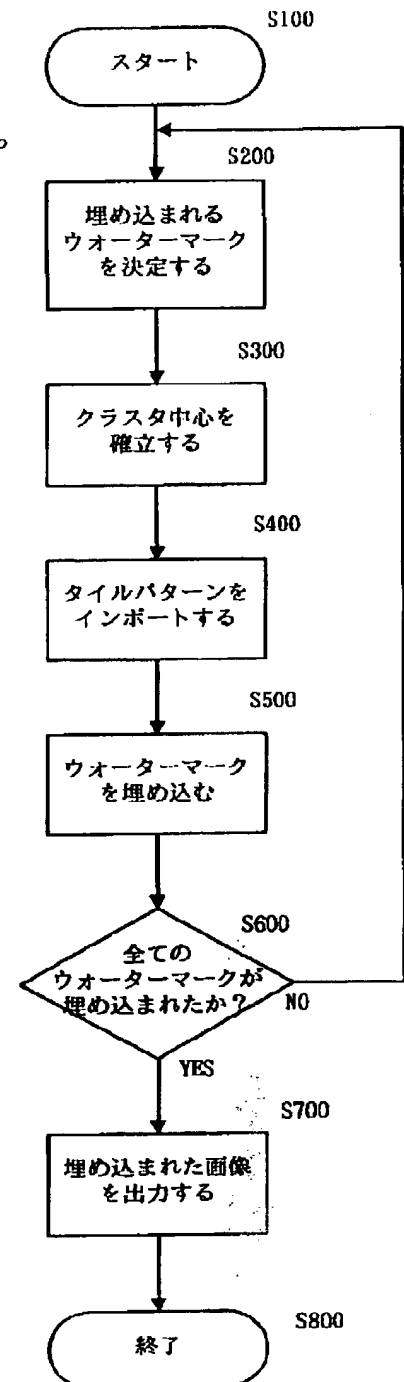 S100
スタート
。
S200
埋め込まれる
ウォーターマーク
を決定する
S300
クラスタ中心を
確立する
S400
タイルパターンを
インポートする
S500
ウォーターマーク
を埋め込む
S600
全ての
ウォーターマークが
埋め込まれたか？
NO
YES
S700
埋め込まれた画像
を出力する
S800
終了